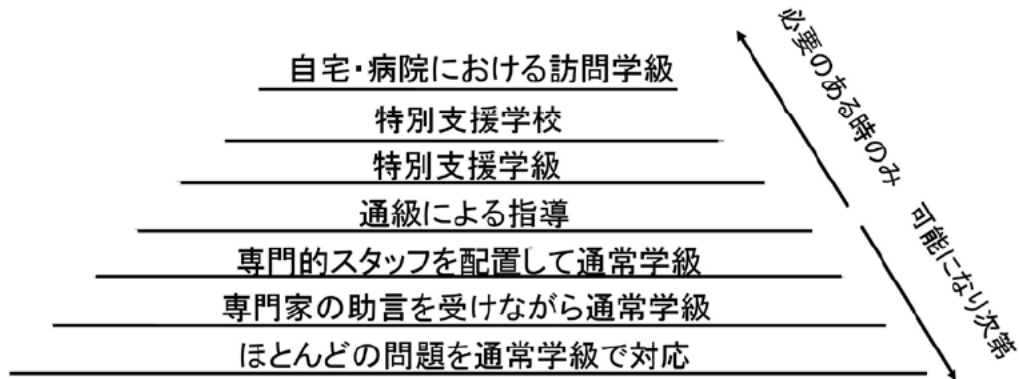 自宅・病院における訪問学級
特別支援学校
特別支援学級
通級による指導
専門的スタッフを配置して通常学級
専門家の助言を受けながら通常学級
ほとんどの問題を通常学級で対応
必要のある時のみ
可能になり次第